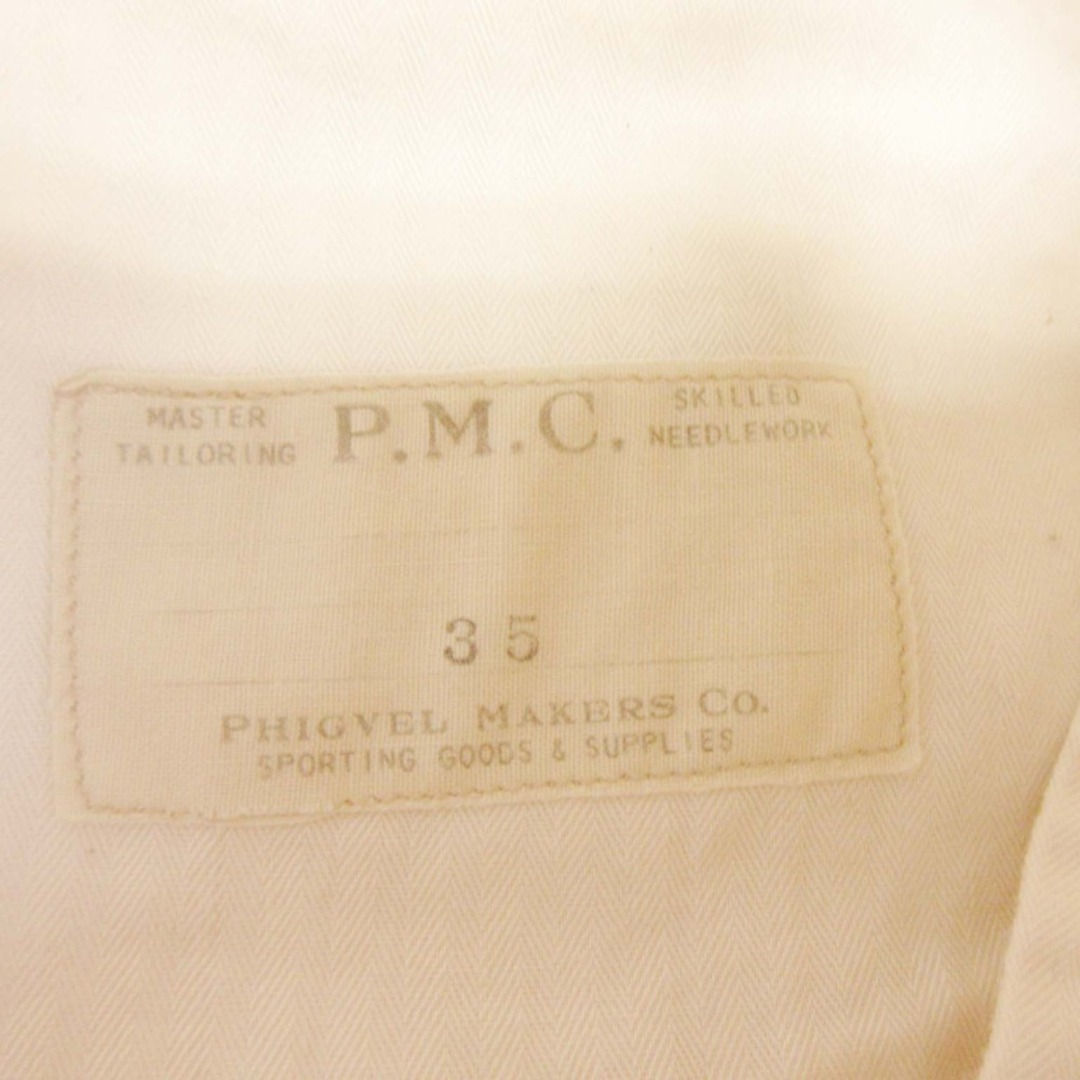 MASTER
TAILORING
P.M.C.
SKILLED
NEEDLEWORK
35
PHIGVEL MAKERS CO.
SPORTING GOODS & SUPPLIES